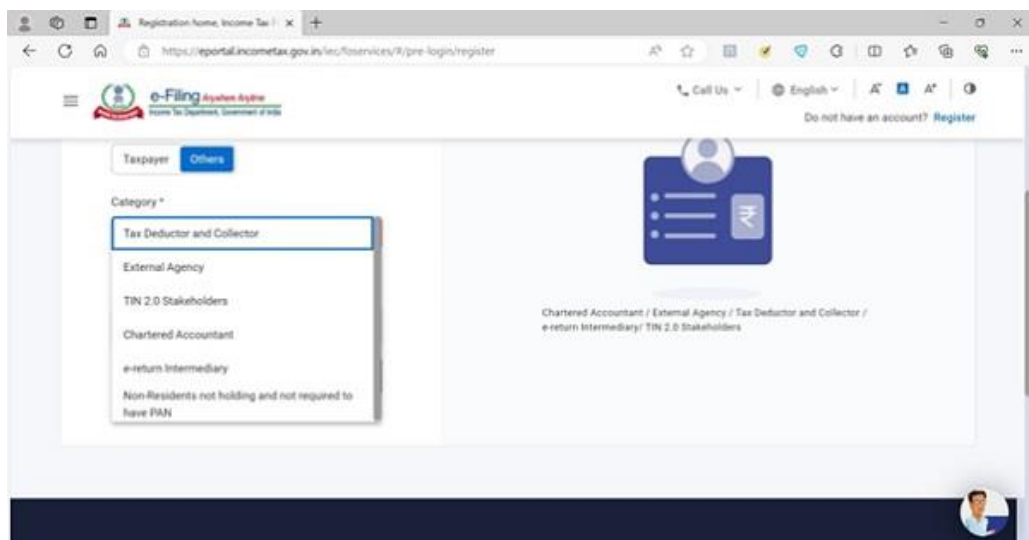 Registration home, Income Tax
https://eportal.incometax.gov.in/iec/foservices/#/pre-login/register
e-Filing Anywhere Anytime
Income Tax Department, Government of India
Call Us
English
A
A
A+
Do not have an account? Register
Taxpayer
Others
Category *
Tax Deductor and Collector
External Agency
TIN 2.0 Stakeholders
Chartered Accountant
e-return Intermediary
Non-Residents not holding and not required to
have PAN
₹
Chartered Accountant / External Agency / Tax Deductor and Collector /
e-return Intermediary/ TIN 2.0 Stakeholders